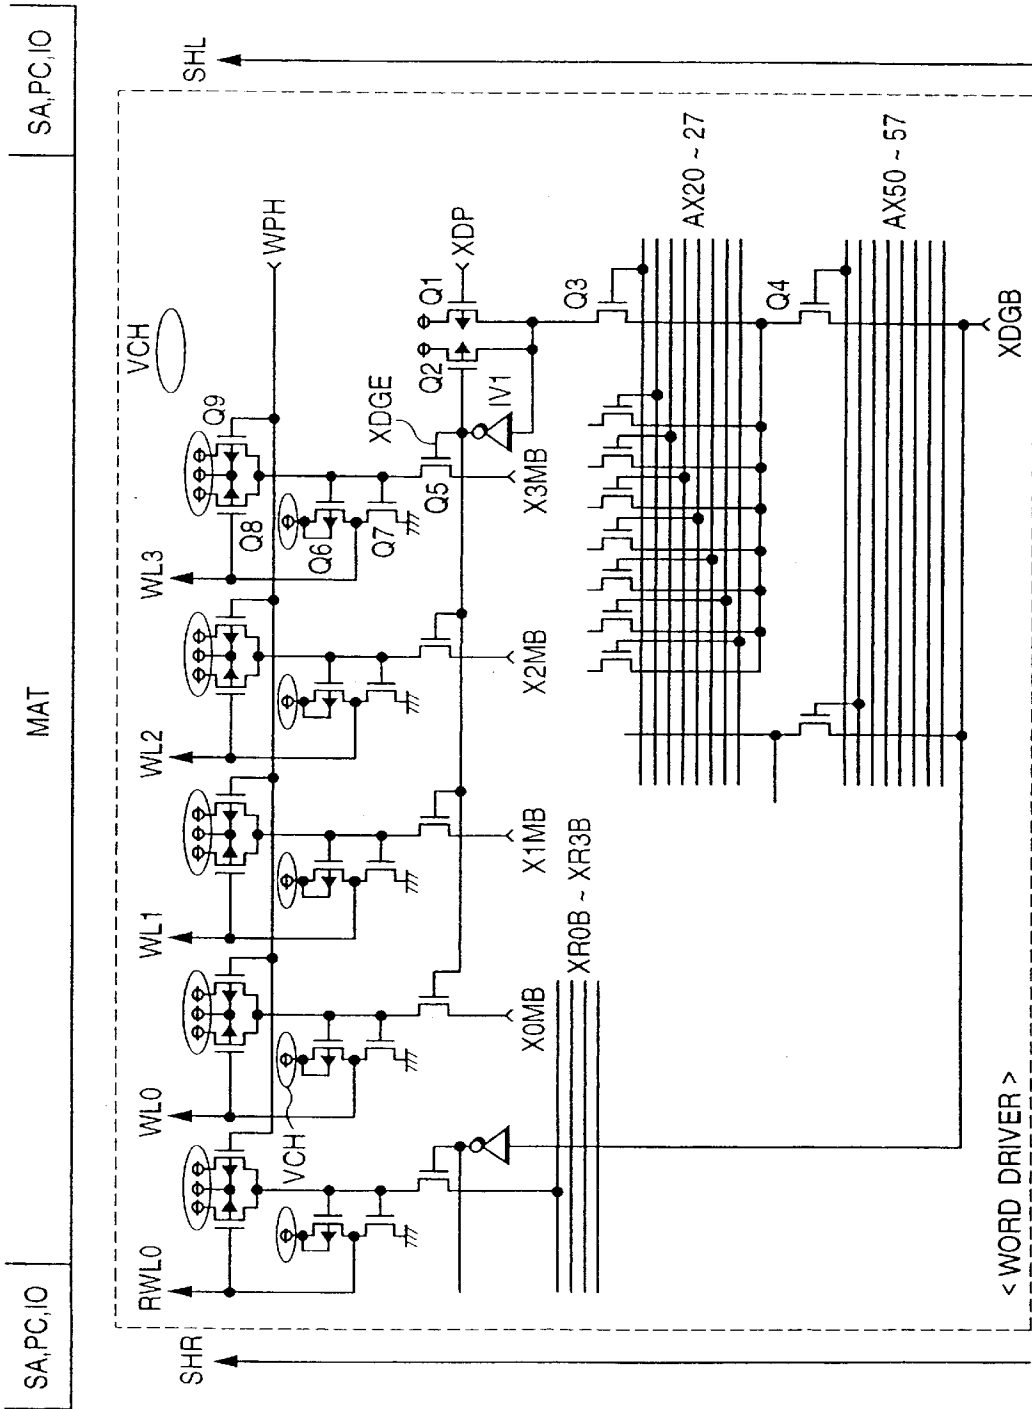 SA,PC,IO
MAT
SA,PC,IO
SHR
RWL0
WL0
WL1
WL2
WL3
VCH
SHL
Q9
WPH
Q8
VCH
Q6
Q7
XDGE
Q5
IV1
Q2
Q1
XDP
X0MB
X1MB
X2MB
X3MB
XR0B ~ XR3B
Q3
AX20 ~ 27
Q4
AX50 ~ 57
XDGB
< WORD DRIVER >